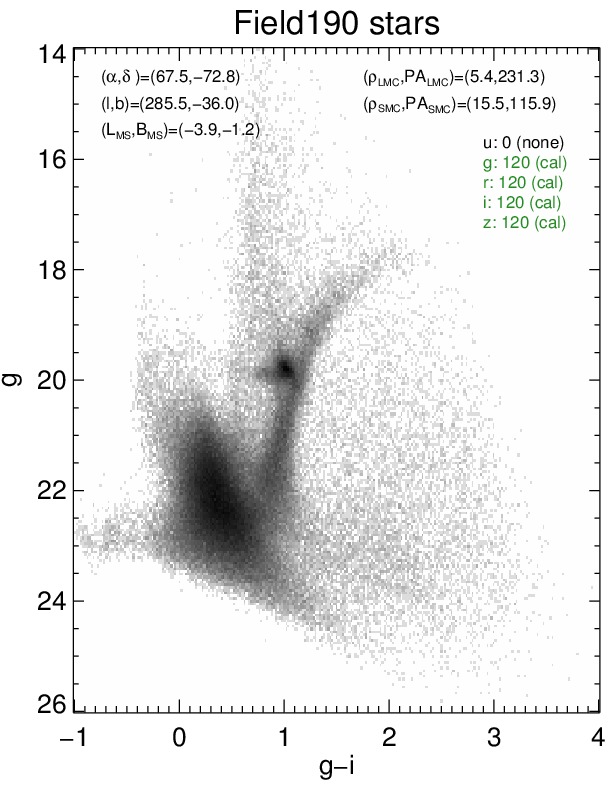 Field190 stars
(α,δ )=(67.5,−72.8)
(ρLMC,PALMC)=(5.4,231.3)
(l,b)=(285.5,−36.0)
(ρSMC,PASMC)=(15.5,115.9)
(LMS,BMS)=(−3.9,−1.2)
u: 0 (none)
g: 120 (cal)
r: 120 (cal)
i: 120 (cal)
z: 120 (cal)
14
16
18
20
22
24
26
g
−1 0 1 2 3 4
g−i